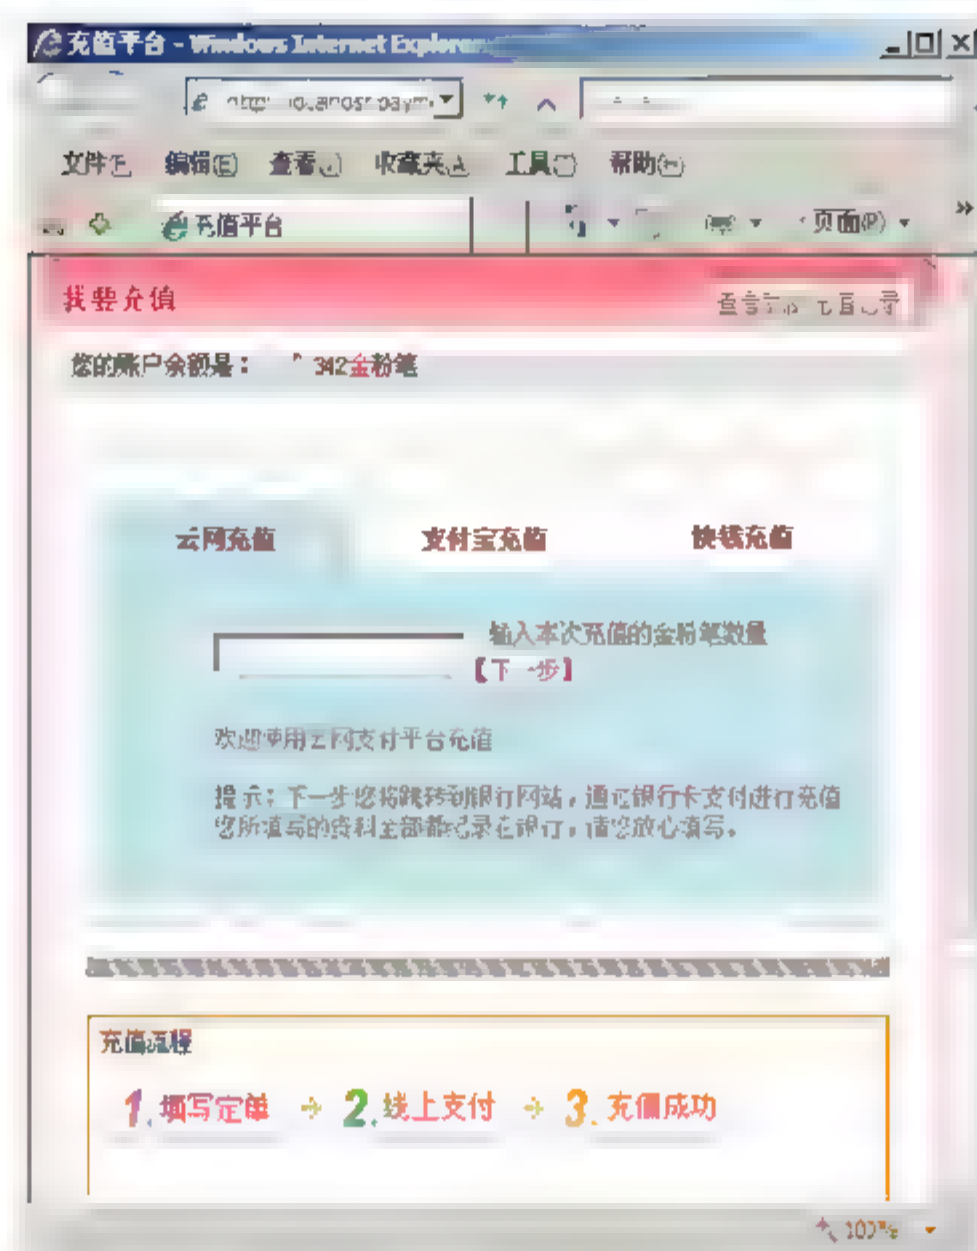 充值平台 - Windows Internet Explorer
文件 编辑(E) 查看 收藏夹 工具 帮助
充值平台 页面(P) »
我要充值
您的账户余额是： 342金粉笔
云网充值 支付宝充值 快钱充值
输入本次充值的金粉笔数量
【下一步】
欢迎使用云网支付平台充值
提示：下一步您将跳转到银行网站，通过银行卡支付进行充值
您所填写的资料全部都记录在银行，请您放心填写。
充值流程
1.填写定单 → 2.线上支付 → 3.充值成功
100%